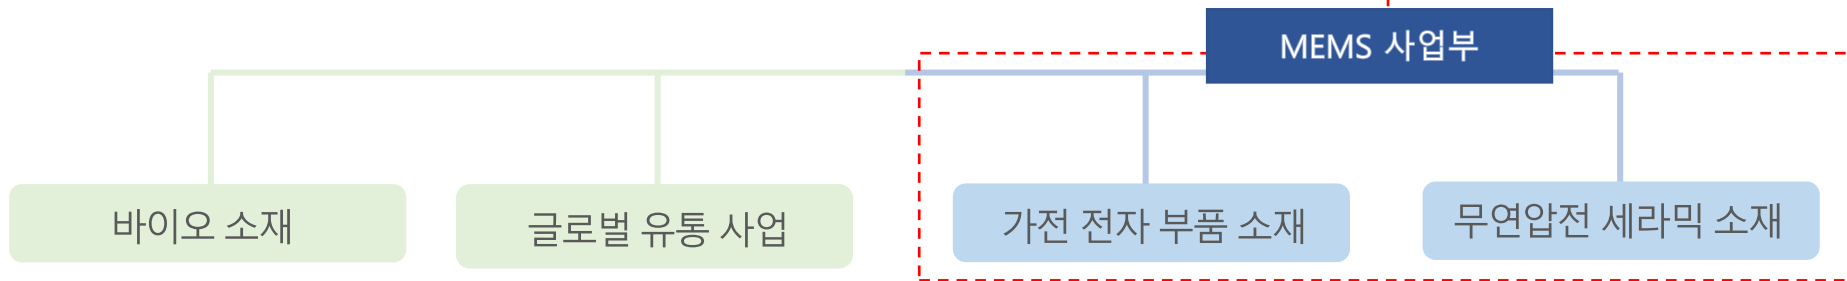 MEMS 사업부
바이오 소재
글로벌 유통 사업
가전 전자 부품 소재
무연압전 세라믹 소재